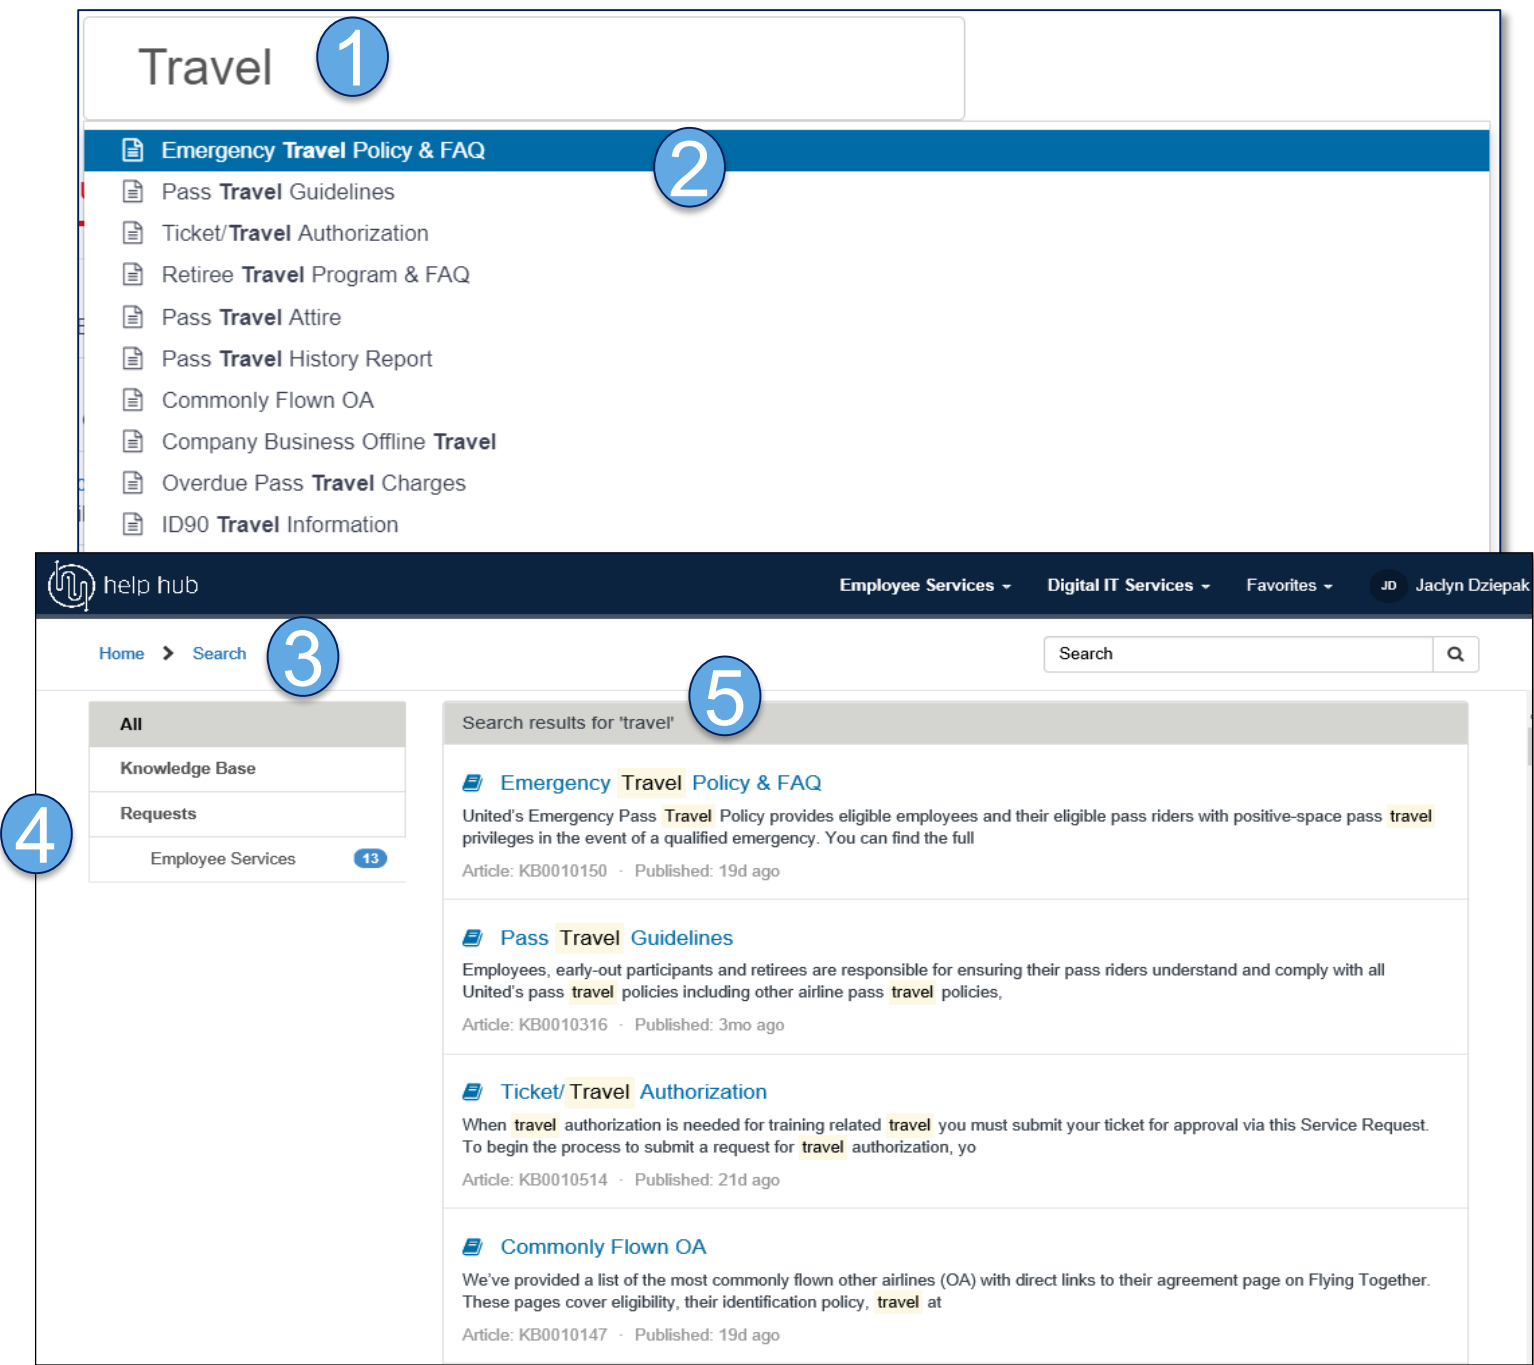 Travel
1
Emergency Travel Policy & FAQ
2
Pass Travel Guidelines
Ticket/Travel Authorization
Retiree Travel Program & FAQ
Pass Travel Attire
Pass Travel History Report
Commonly Flown OA
Company Business Offline Travel
Overdue Pass Travel Charges
ID90 Travel Information
help hub
Employee Services
Digital IT Services
Favorites
JD Jaclyn Dziepak
Home > Search
3
Search
4
All
Knowledge Base
Requests
Employee Services 13
5
Search results for 'travel'
Emergency Travel Policy & FAQ
United's Emergency Pass Travel Policy provides eligible employees and their eligible pass riders with positive-space pass travel
privileges in the event of a qualified emergency. You can find the full
Article: KB0010150 · Published: 19d ago
Pass Travel Guidelines
Employees, early-out participants and retirees are responsible for ensuring their pass riders understand and comply with all
United's pass travel policies including other airline pass travel policies,
Article: KB0010316 · Published: 3mo ago
Ticket/Travel Authorization
When travel authorization is needed for training related travel you must submit your ticket for approval via this Service Request.
To begin the process to submit a request for travel authorization, yo
Article: KB0010514 · Published: 21d ago
Commonly Flown OA
We've provided a list of the most commonly flown other airlines (OA) with direct links to their agreement page on Flying Together.
These pages cover eligibility, their identification policy, travel at
Article: KB0010147 · Published: 19d ago